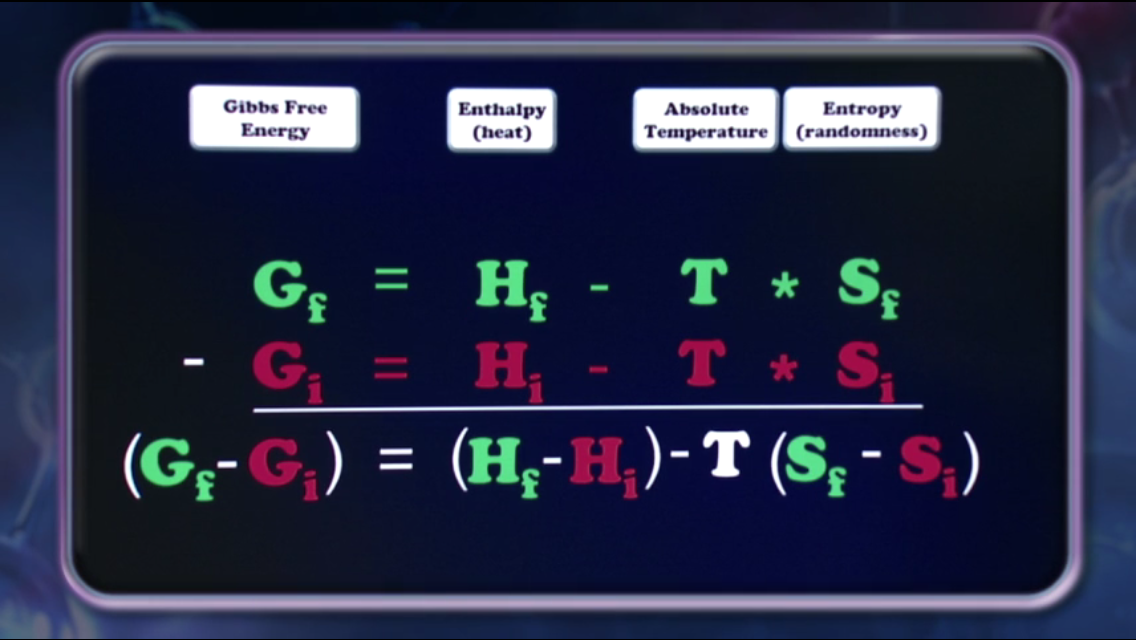 Gibbs Free
Energy
Enthalpy
(heat)
Absolute
Temperature
Entropy
(randomness)
G_f = H_f - T * S_f
- G_i = H_i - T * S_i
(G_f - G_i) = (H_f - H_i) - T (S_f - S_i)